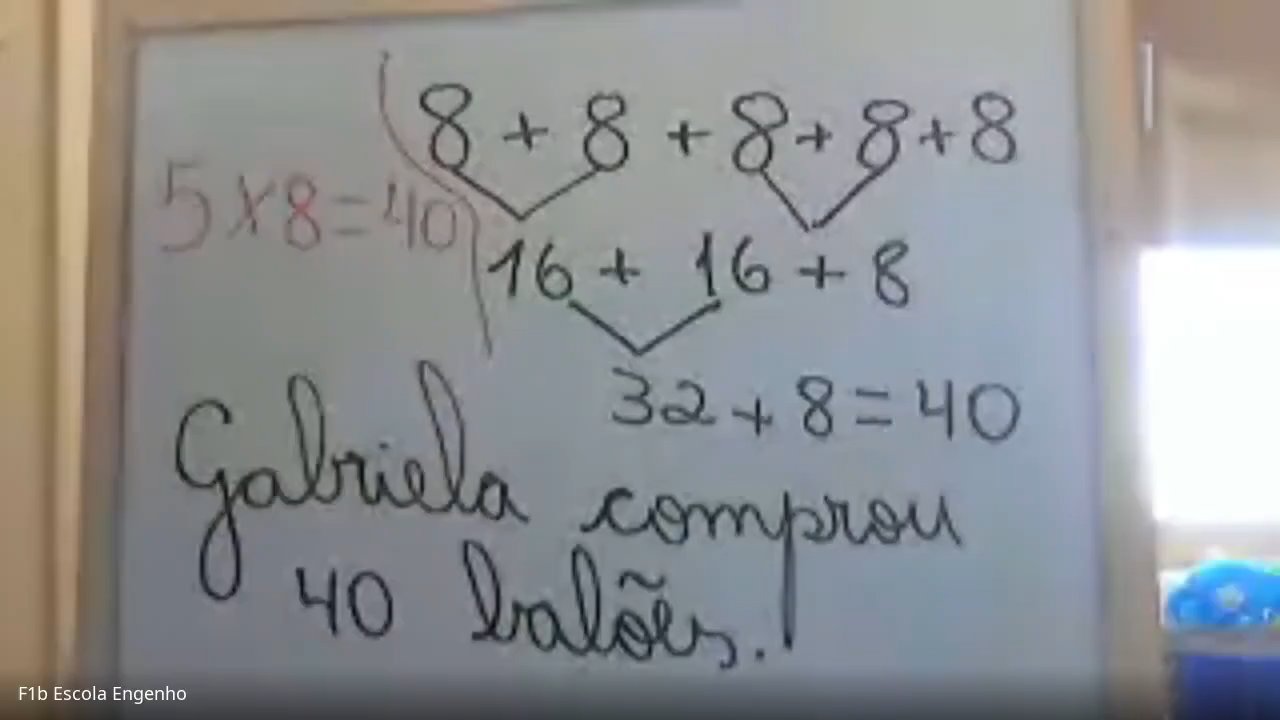 8 + 8 + 8 + 8 + 8
5 x 8 = 40
16 + 16 + 8
32 + 8 = 40
Gabriela comprou
40 balões.
F1b Escola Engenho